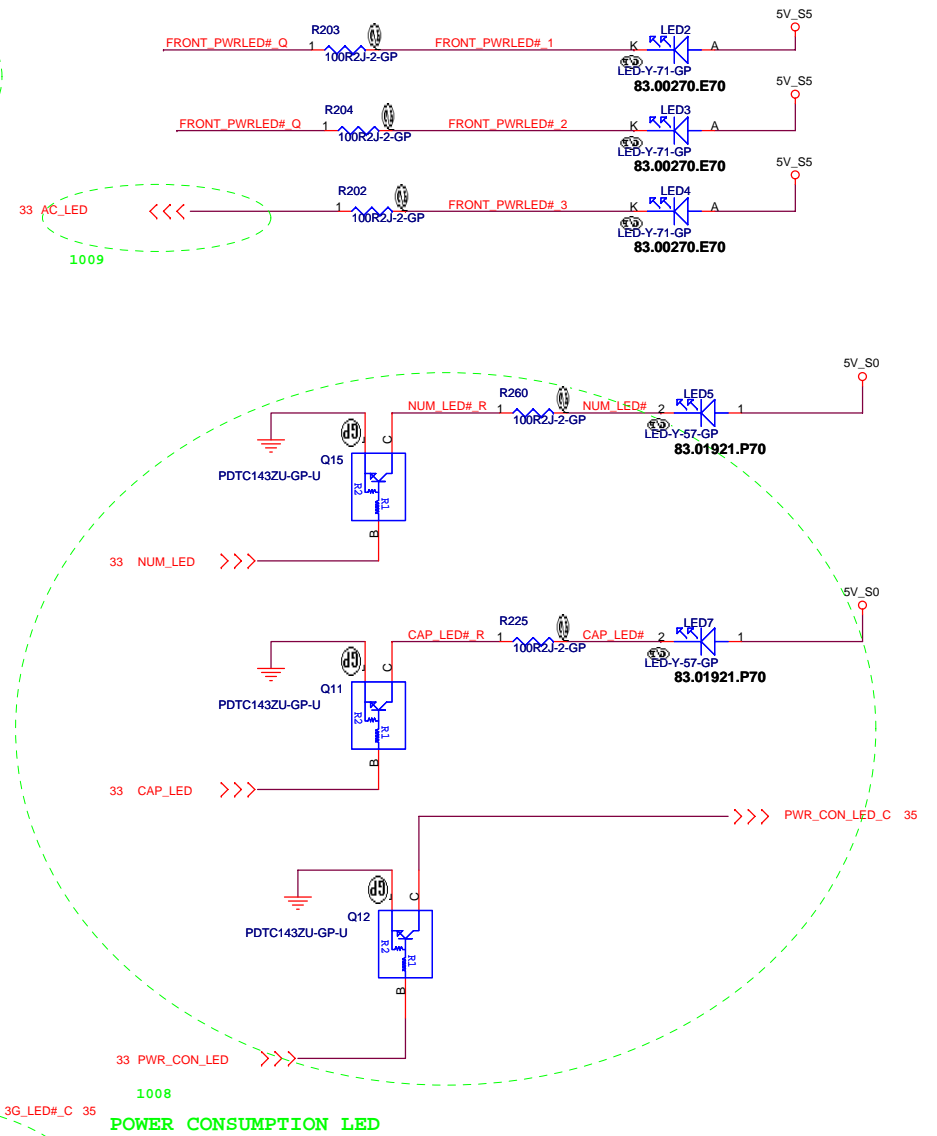 5V_S5
R203
LED2
FRONT_PWRLED#_Q 1 FRONT_PWRLED#_1 K A
100R2J-2-GP
LED-Y-71-GP
83.00270.E70
5V_S5
R204
LED3
FRONT_PWRLED#_Q 1 FRONT_PWRLED#_2 K A
100R2J-2-GP
LED-Y-71-GP
83.00270.E70
5V_S5
R202
LED4
33 AC_LED 1 FRONT_PWRLED#_3 K A
100R2J-2-GP
LED-Y-71-GP
83.00270.E70
1009
5V_S0
R260
LED5
NUM_LED#_R 1 NUM_LED# 2 1
100R2J-2-GP
LED-Y-57-GP
83.01921.P70
GP
C
Q15
PDTC143ZU-GP-U
R2
R1
B
33 NUM_LED
5V_S0
R225
LED7
CAP_LED#_R 1 CAP_LED# 2 1
100R2J-2-GP
LED-Y-57-GP
83.01921.P70
GP
C
Q11
PDTC143ZU-GP-U
R2
R1
B
33 CAP_LED
PWR_CON_LED_C 35
GP
C
Q12
PDTC143ZU-GP-U
R2
R1
B
33 PWR_CON_LED
1008
3G_LED#_C 35
POWER CONSUMPTION LED